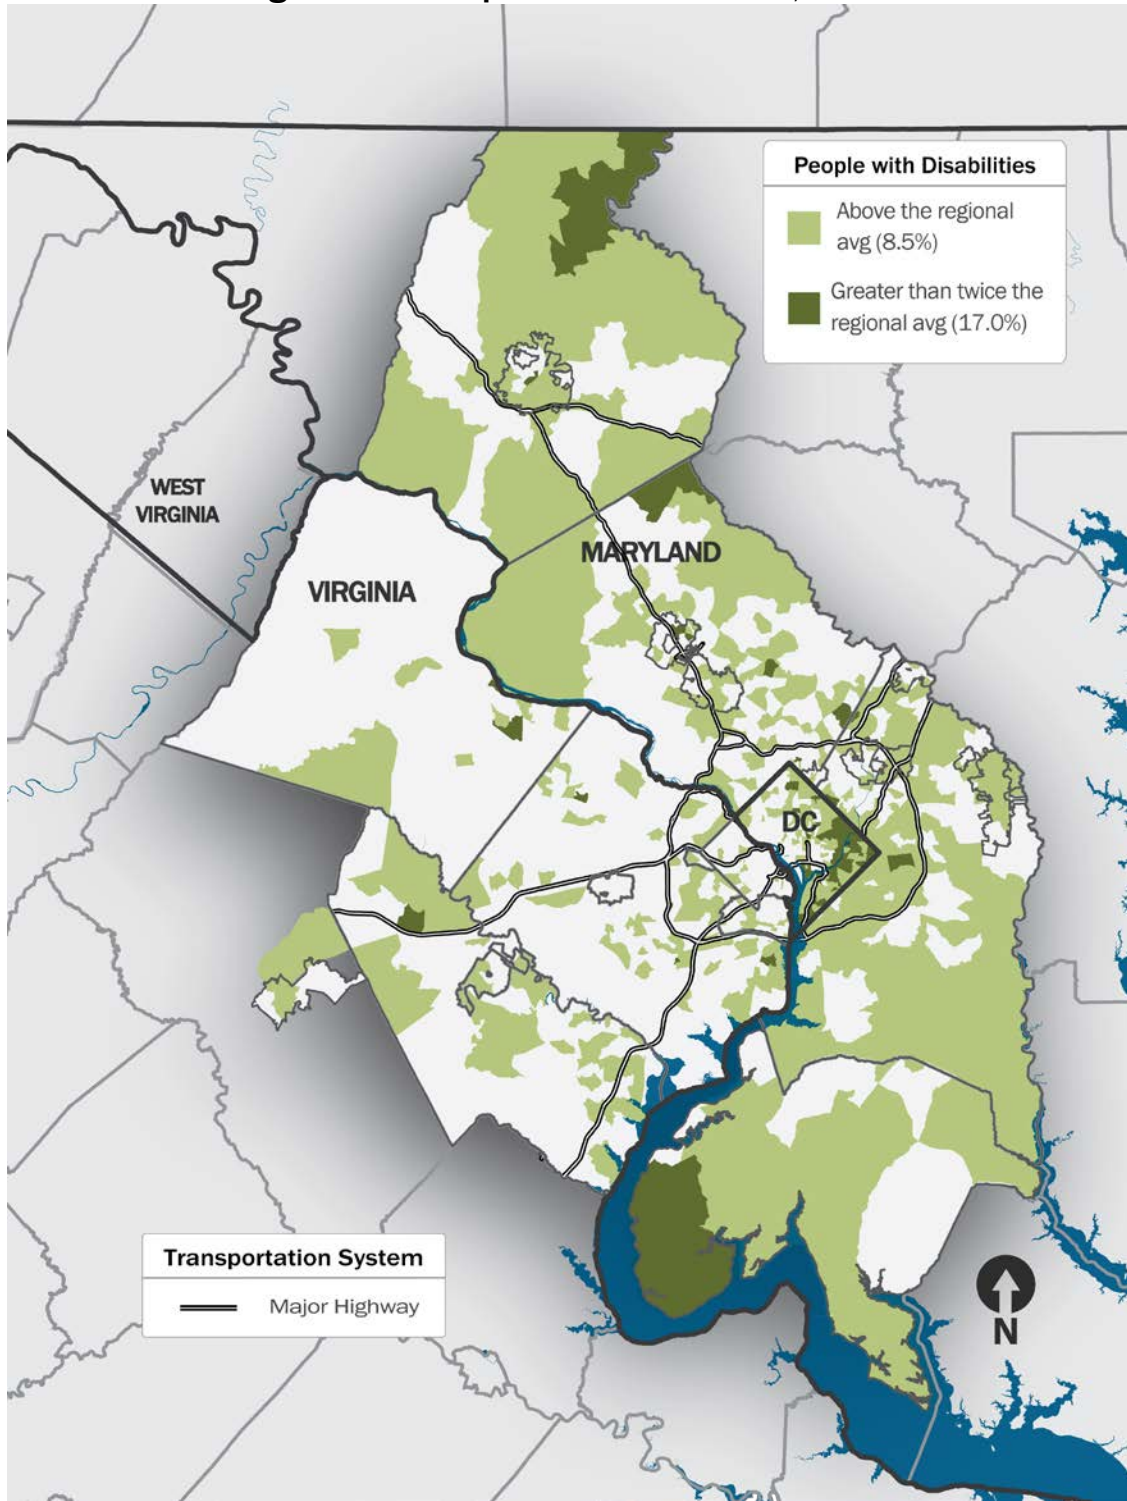 People with Disabilities
Above the regional
avg (8.5%)
Greater than twice the
regional avg (17.0%)
WEST
VIRGINIA
MARYLAND
VIRGINIA
DC
Transportation System
Major Highway
N